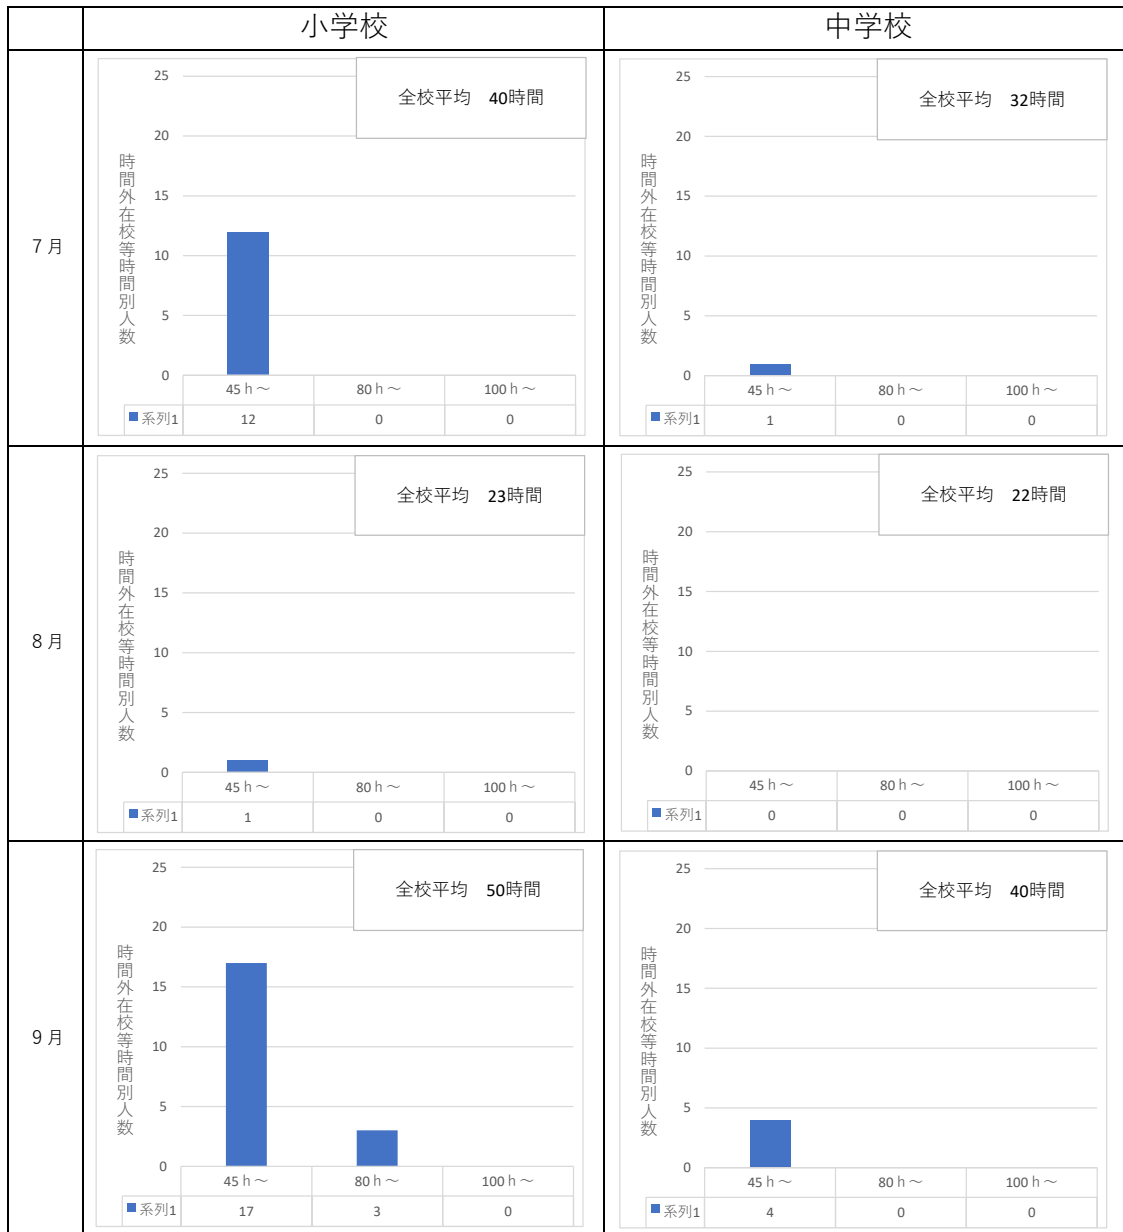 小学校
中学校
7月
全校平均　40時間
時間外在校等時間別人数
25
20
15
10
5
0
45ｈ～ 80ｈ～ 100ｈ～
系列1 12 0 0
全校平均　32時間
時間外在校等時間別人数
25
20
15
10
5
0
45ｈ～ 80ｈ～ 100ｈ～
系列1 1 0 0
8月
全校平均　23時間
時間外在校等時間別人数
25
20
15
10
5
0
45ｈ～ 80ｈ～ 100ｈ～
系列1 1 0 0
全校平均　22時間
時間外在校等時間別人数
25
20
15
10
5
0
45ｈ～ 80ｈ～ 100ｈ～
系列1 0 0 0
9月
全校平均　50時間
時間外在校等時間別人数
25
20
15
10
5
0
45ｈ～ 80ｈ～ 100ｈ～
系列1 17 3 0
全校平均　40時間
時間外在校等時間別人数
25
20
15
10
5
0
45ｈ～ 80ｈ～ 100ｈ～
系列1 4 0 0